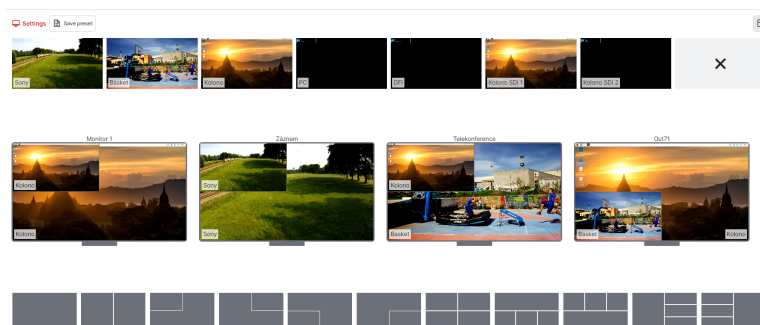 Settings
Save preset
Sony
Basket
Kolono
PC
DFI
Kolono SDI 1
Kolono SDI 2
Monitor 1
Záznam
Telekonference
Out71
Kolono
Sony
Kolono
Kolono
Sony
Basket
Basket
Kolono